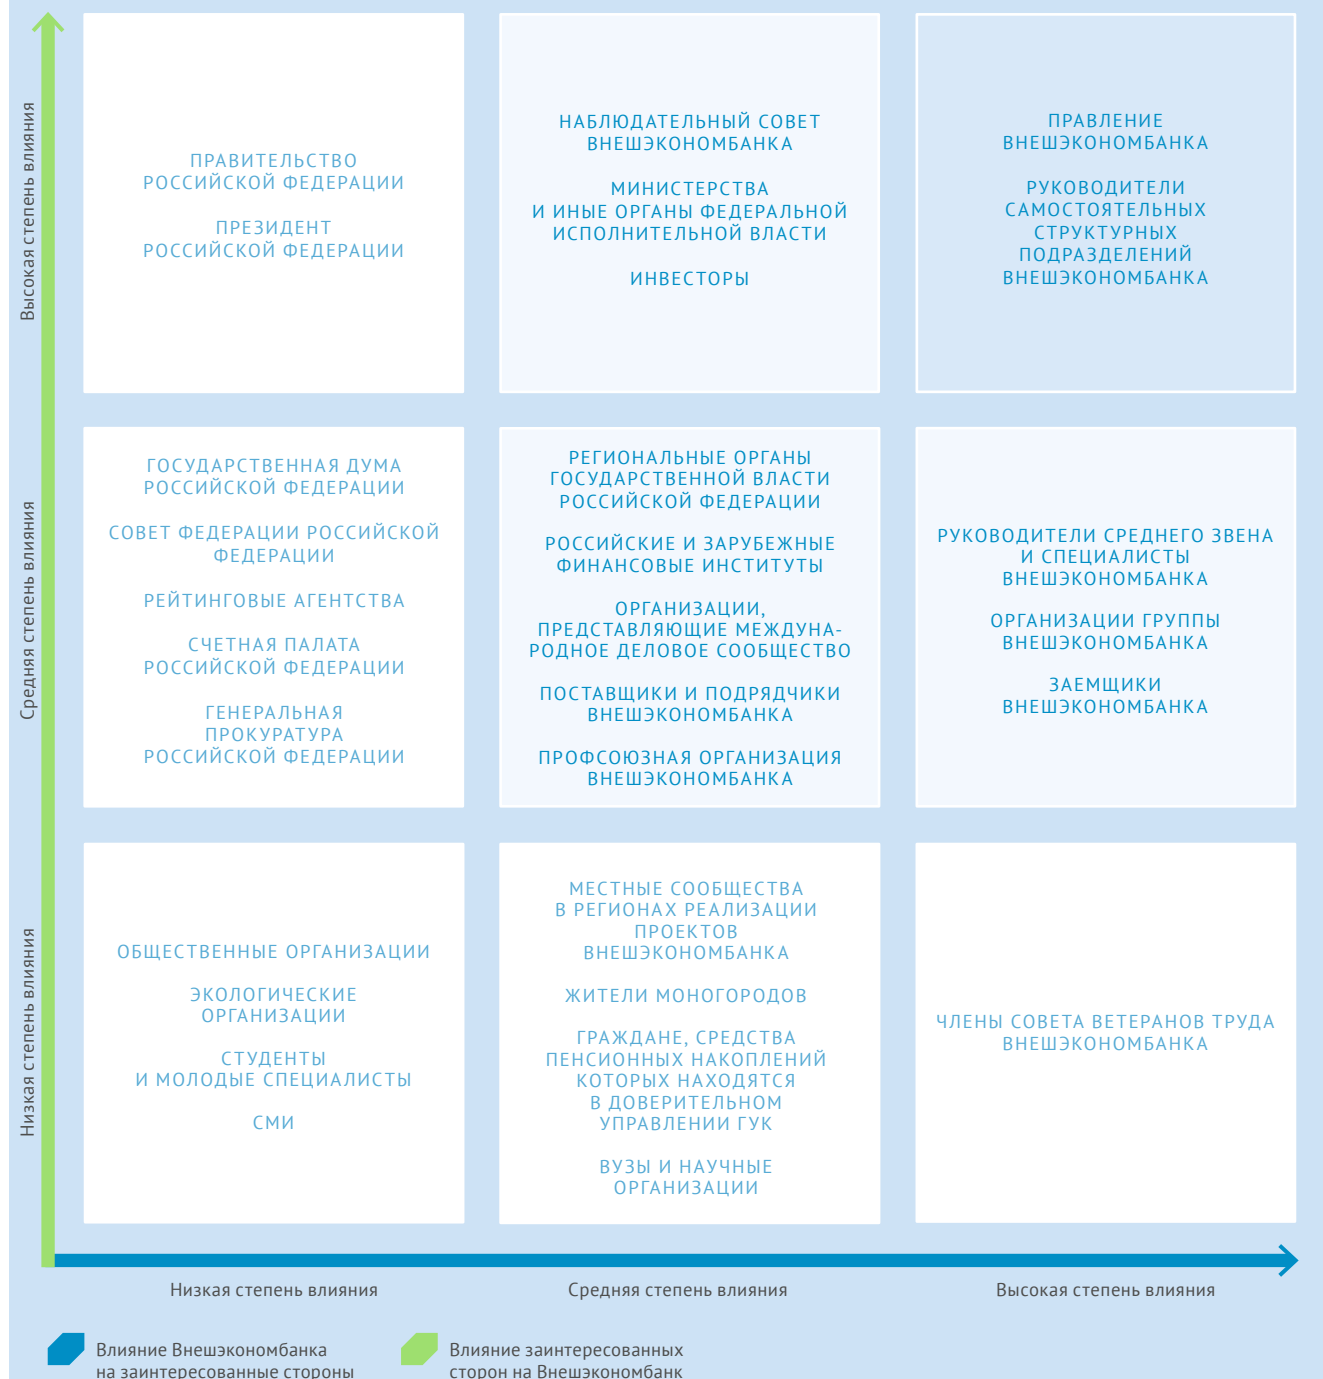 Высокая степень влияния
ПРАВИТЕЛЬСТВО
РОССИЙСКОЙ ФЕДЕРАЦИИ
ПРЕЗИДЕНТ
РОССИЙСКОЙ ФЕДЕРАЦИИ
НАБЛЮДАТЕЛЬНЫЙ СОВЕТ
ВНЕШЭКОНОМБАНКА
МИНИСТЕРСТВА
И ИНЫЕ ОРГАНЫ ФЕДЕРАЛЬНОЙ
ИСПОЛНИТЕЛЬНОЙ ВЛАСТИ
ИНВЕСТОРЫ
ПРАВЛЕНИЕ
ВНЕШЭКОНОМБАНКА
РУКОВОДИТЕЛИ
САМОСТОЯТЕЛЬНЫХ
СТРУКТУРНЫХ
ПОДРАЗДЕЛЕНИЙ
ВНЕШЭКОНОМБАНКА
Средняя степень влияния
ГОСУДАРСТВЕННАЯ ДУМА
РОССИЙСКОЙ ФЕДЕРАЦИИ
СОВЕТ ФЕДЕРАЦИИ РОССИЙСКОЙ
ФЕДЕРАЦИИ
РЕЙТИНГОВЫЕ АГЕНТСТВА
СЧЕТНАЯ ПАЛАТА
РОССИЙСКОЙ ФЕДЕРАЦИИ
ГЕНЕРАЛЬНАЯ
ПРОКУРАТУРА
РОССИЙСКОЙ ФЕДЕРАЦИИ
РЕГИОНАЛЬНЫЕ ОРГАНЫ
ГОСУДАРСТВЕННОЙ ВЛАСТИ
РОССИЙСКОЙ ФЕДЕРАЦИИ
РОССИЙСКИЕ И ЗАРУБЕЖНЫЕ
ФИНАНСОВЫЕ ИНСТИТУТЫ
ОРГАНИЗАЦИИ,
ПРЕДСТАВЛЯЮЩИЕ МЕЖДУНА-
РОДНОЕ ДЕЛОВОЕ СООБЩЕСТВО
ПОСТАВЩИКИ И ПОДРЯДЧИКИ
ВНЕШЭКОНОМБАНКА
ПРОФСОЮЗНАЯ ОРГАНИЗАЦИЯ
ВНЕШЭКОНОМБАНКА
РУКОВОДИТЕЛИ СРЕДНЕГО ЗВЕНА
И СПЕЦИАЛИСТЫ
ВНЕШЭКОНОМБАНКА
ОРГАНИЗАЦИИ ГРУППЫ
ВНЕШЭКОНОМБАНКА
ЗАЕМЩИКИ
ВНЕШЭКОНОМБАНКА
Низкая степень влияния
ОБЩЕСТВЕННЫЕ ОРГАНИЗАЦИИ
ЭКОЛОГИЧЕСКИЕ
ОРГАНИЗАЦИИ
СТУДЕНТЫ
И МОЛОДЫЕ СПЕЦИАЛИСТЫ
СМИ
МЕСТНЫЕ СООБЩЕСТВА
В РЕГИОНАХ РЕАЛИЗАЦИИ
ПРОЕКТОВ
ВНЕШЭКОНОМБАНКА
ЖИТЕЛИ МОНОГОРОДОВ
ГРАЖДАНЕ, СРЕДСТВА
ПЕНСИОННЫХ НАКОПЛЕНИЙ
КОТОРЫХ НАХОДЯТСЯ
В ДОВЕРИТЕЛЬНОМ
УПРАВЛЕНИИ ГУК
ВУЗЫ И НАУЧНЫЕ
ОРГАНИЗАЦИИ
ЧЛЕНЫ СОВЕТА ВЕТЕРАНОВ ТРУДА
ВНЕШЭКОНОМБАНКА
Низкая степень влияния
Средняя степень влияния
Высокая степень влияния
Влияние Внешэкономбанка
на заинтересованные стороны
Влияние заинтересованных
сторон на Внешэкономбанк